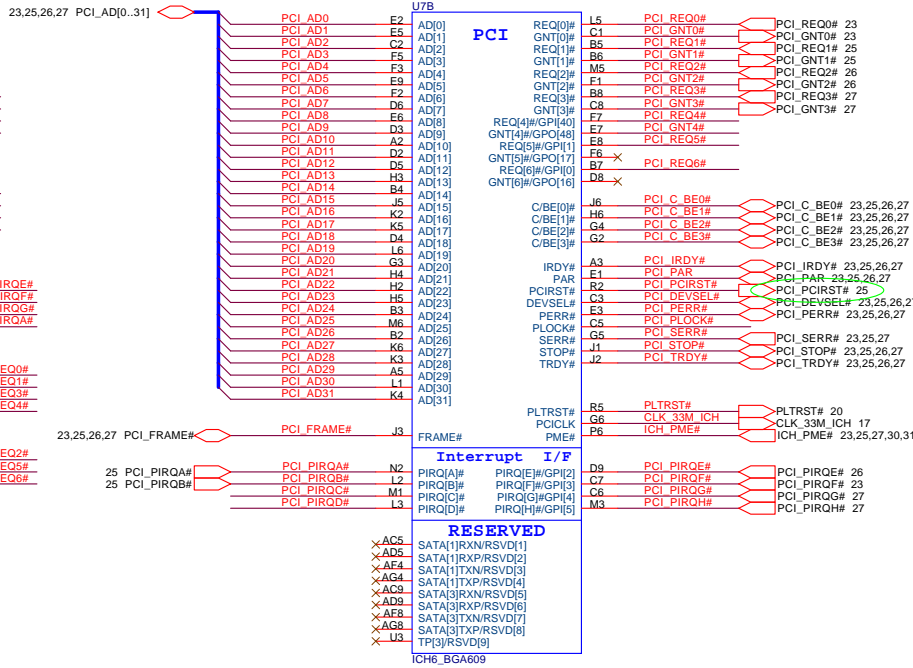 U7B
23,25,26,27 PCI_AD[0..31]
PCI
PCI_AD0 E2 AD[0] REQ[0]# L5 PCI_REQ0# PCI_REQ0# 23
PCI_AD1 E5 AD[1] GNT[0]# C1 PCI_GNT0# PCI_GNT0# 23
PCI_AD2 C2 AD[2] REQ[1]# B5 PCI_REQ1# PCI_REQ1# 25
PCI_AD3 F5 AD[3] GNT[1]# B6 PCI_GNT1# PCI_GNT1# 25
PCI_AD4 F3 AD[4] REQ[2]# M5 PCI_REQ2# PCI_REQ2# 26
PCI_AD5 E9 AD[5] GNT[2]# F1 PCI_GNT2# PCI_GNT2# 26
PCI_AD6 F2 AD[6] REQ[3]# B8 PCI_REQ3# PCI_REQ3# 27
PCI_AD7 D6 AD[7] GNT[3]# C8 PCI_GNT3# PCI_GNT3# 27
PCI_AD8 E6 AD[8] REQ[4]#/GPI[40] F7 PCI_REQ4#
PCI_AD9 D3 AD[9] GNT[4]#/GPO[48] E7 PCI_GNT4#
PCI_AD10 A2 AD[10] REQ[5]#/GPI[1] E8 PCI_REQ5#
PCI_AD11 D2 AD[11] GNT[5]#/GPO[17] F6
PCI_AD12 D5 AD[12] REQ[6]#/GPI[0] B7 PCI_REQ6#
PCI_AD13 H3 AD[13] GNT[6]#/GPO[16] D8
PCI_AD14 B4 AD[14]
PCI_AD15 J5 AD[15] C/BE[0]# J6 PCI_C_BE0# PCI_C_BE0# 23,25,26,27
PCI_AD16 K2 AD[16] C/BE[1]# H6 PCI_C_BE1# PCI_C_BE1# 23,25,26,27
PCI_AD17 K5 AD[17] C/BE[2]# G4 PCI_C_BE2# PCI_C_BE2# 23,25,26,27
PCI_AD18 D4 AD[18] C/BE[3]# G2 PCI_C_BE3# PCI_C_BE3# 23,25,26,27
PCI_AD19 L6 AD[19]
PCI_AD20 G3 AD[20] IRDY# A3 PCI_IRDY# PCI_IRDY# 23,25,26,27
PCI_AD21 H4 AD[21] PAR E1 PCI_PAR PCI_PAR 23,25,26,27
IRQE# PCI_AD22 H2 AD[22] PCIRST# R2 PCI_PCIRST# PCI_PCIRST# 25
IRQF# PCI_AD23 H5 AD[23] DEVSEL# C3 PCI_DEVSEL# PCI_DEVSEL# 23,25,26,27
IRQG# PCI_AD24 B3 AD[24] PERR# E3 PCI_PERR# PCI_PERR# 23,25,26,27
IRQA# PCI_AD25 M6 AD[25] PLOCK# C5 PCI_PLOCK#
PCI_AD26 B2 AD[26] SERR# G5 PCI_SERR# PCI_SERR# 23,25,27
PCI_AD27 K6 AD[27] STOP# J1 PCI_STOP# PCI_STOP# 23,25,26,27
PCI_AD28 K3 AD[28] TRDY# J2 PCI_TRDY# PCI_TRDY# 23,25,26,27
EQ0# PCI_AD29 A5 AD[29]
EQ1# PCI_AD30 L1 AD[30]
EQ3# PCI_AD31 K4 AD[31]
EQ4# PLTRST# R5 PLTRST# PLTRST# 20
PCICLK G6 CLK_33M_ICH CLK_33M_ICH 17
23,25,26,27 PCI_FRAME# PCI_FRAME# J3 FRAME# PME# P6 ICH_PME# ICH_PME# 23,25,27,30,31
EQ2# Interrupt I/F
EQ5# 25 PCI_PIRQA# PCI_PIRQA# N2 PIRQ[A]# PIRQ[E]#/GPI[2] D9 PCI_PIRQE# PCI_PIRQE# 26
EQ6# 25 PCI_PIRQB# PCI_PIRQB# L2 PIRQ[B]# PIRQ[F]#/GPI[3] C7 PCI_PIRQF# PCI_PIRQF# 23
PCI_PIRQC# M1 PIRQ[C]# PIRQ[G]#/GPI[4] C6 PCI_PIRQG# PCI_PIRQG# 27
PCI_PIRQD# L3 PIRQ[D]# PIRQ[H]#/GPI[5] M3 PCI_PIRQH# PCI_PIRQH# 27
RESERVED
AC5 SATA[1]RXN/RSVD[1]
AD5 SATA[1]RXP/RSVD[2]
AF4 SATA[1]TXN/RSVD[3]
AG4 SATA[1]TXP/RSVD[4]
AC9 SATA[3]RXN/RSVD[5]
AD9 SATA[3]RXP/RSVD[6]
AF8 SATA[3]TXN/RSVD[7]
AG8 SATA[3]TXP/RSVD[8]
U3 TP[3]/RSVD[9]
ICH6_BGA609